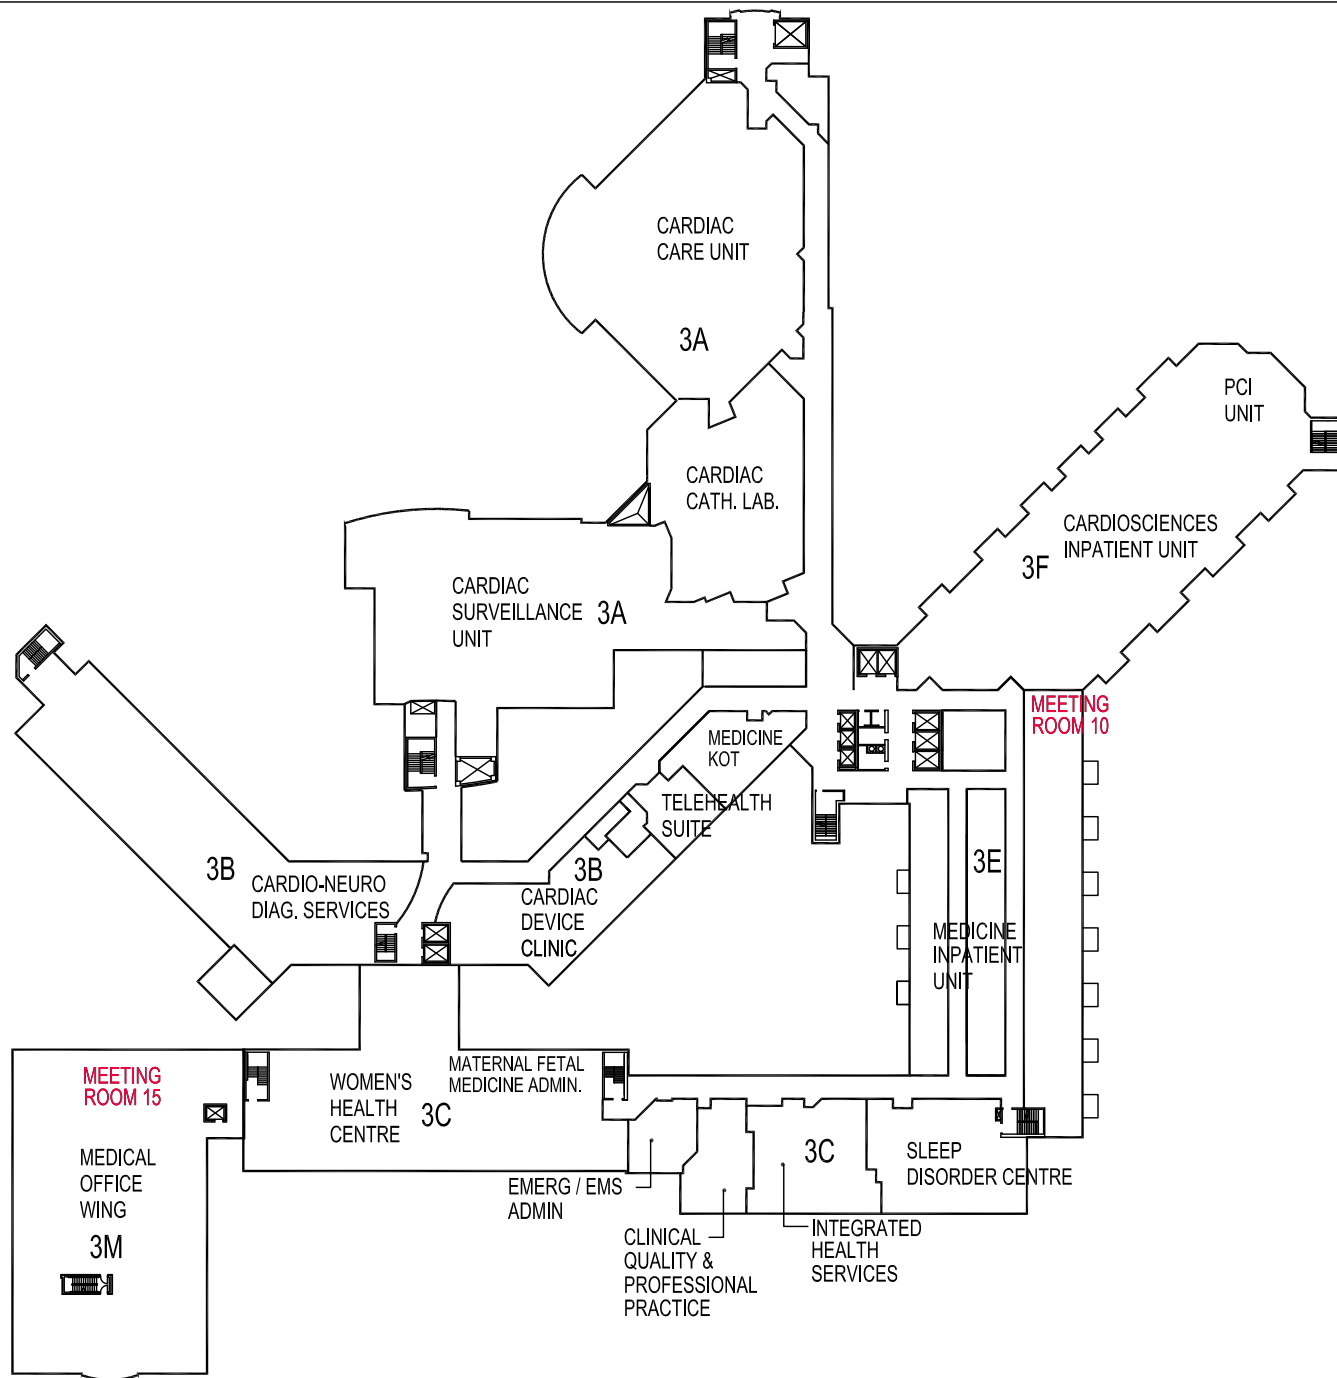 CARDIAC
CARE UNIT
3A
PCI
UNIT
CARDIAC
CATH. LAB.
CARDIOSCIENCES
INPATIENT UNIT
3F
CARDIAC
SURVEILLANCE
UNIT
3A
MEETING
ROOM 10
MEDICINE
KOT
TELEHEALTH
SUITE
3B
CARDIO-NEURO
DIAG. SERVICES
3B
CARDIAC
DEVICE
CLINIC
3E
MEDICINE
INPATIENT
UNIT
MEETING
ROOM 15
WOMEN'S
HEALTH
CENTRE
MATERNAL FETAL
MEDICINE ADMIN.
3C
3C
SLEEP
DISORDER CENTRE
MEDICAL
OFFICE
WING
3M
EMERG / EMS
ADMIN
CLINICAL
QUALITY &
PROFESSIONAL
PRACTICE
INTEGRATED
HEALTH
SERVICES